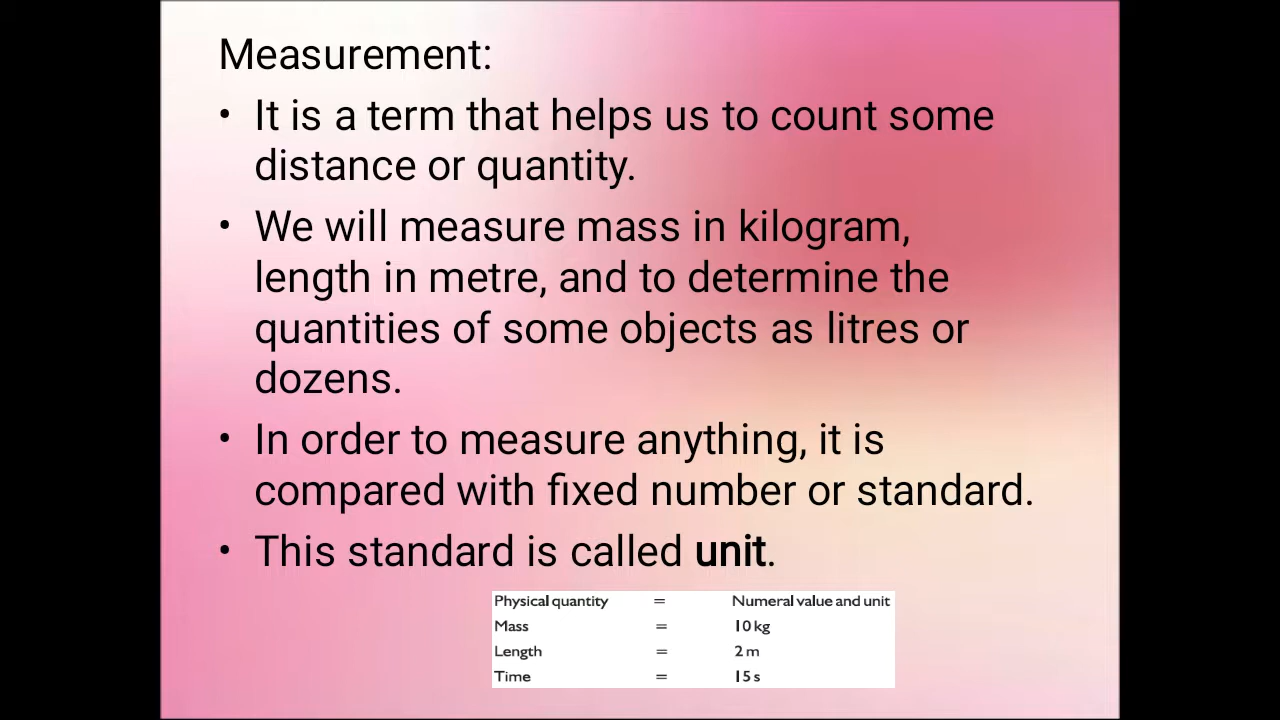 Measurement:
• It is a term that helps us to count some
distance or quantity.
• We will measure mass in kilogram,
length in metre, and to determine the
quantities of some objects as litres or
dozens.
• In order to measure anything, it is
compared with fixed number or standard.
• This standard is called unit.
Physical quantity = Numeral value and unit
Mass = 10 kg
Length = 2 m
Time = 15 s